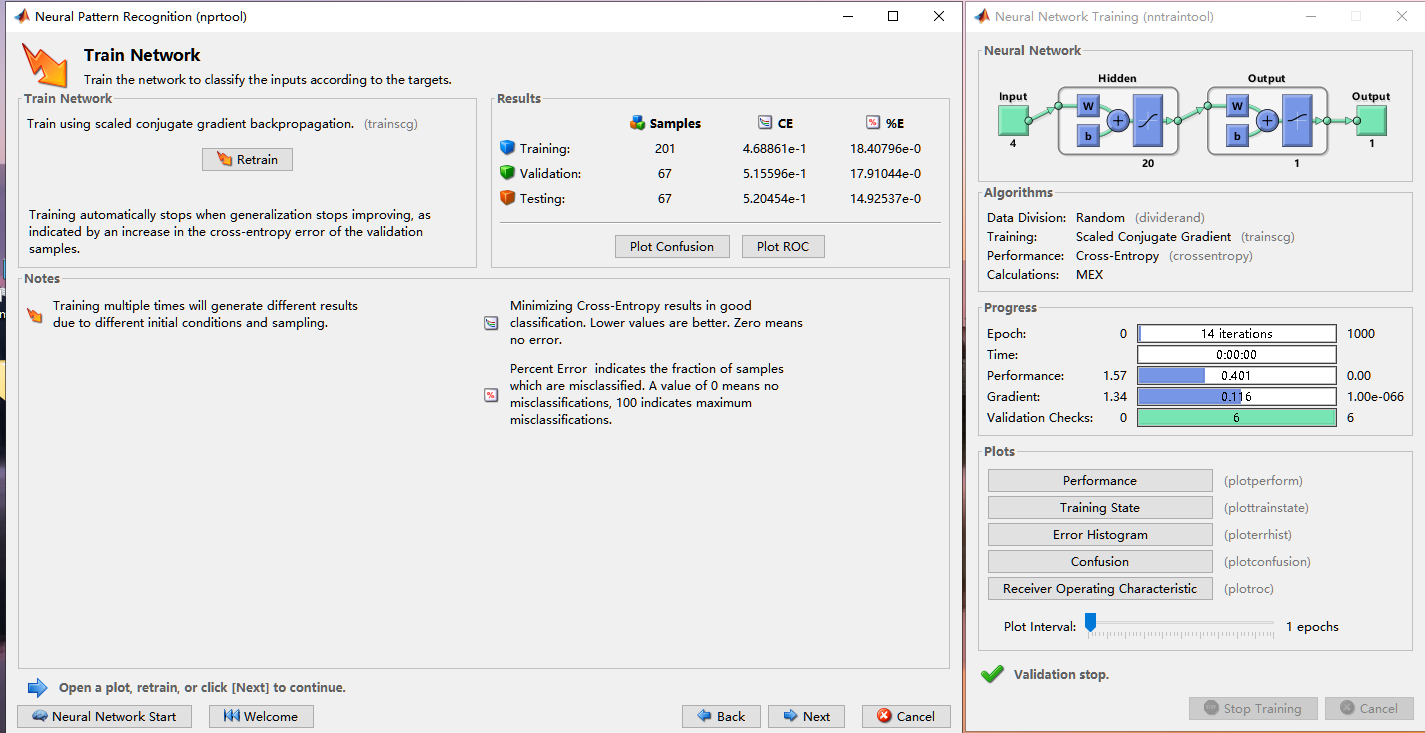 Neural Pattern Recognition (nprtool)
Train Network
Train the network to classify the inputs according to the targets.
Train Network
Train using scaled conjugate gradient backpropagation. (trainscg)
Retrain
Training automatically stops when generalization stops improving, as
indicated by an increase in the cross-entropy error of the validation
samples.
Results
Samples CE %E
Training: 201 4.68861e-1 18.40796e-0
Validation: 67 5.15596e-1 17.91044e-0
Testing: 67 5.20454e-1 14.92537e-0
Plot Confusion Plot ROC
Notes
Training multiple times will generate different results
due to different initial conditions and sampling.
Minimizing Cross-Entropy results in good
classification. Lower values are better. Zero means
no error.
Percent Error indicates the fraction of samples
which are misclassified. A value of 0 means no
misclassifications, 100 indicates maximum
misclassifications.
Open a plot, retrain, or click [Next] to continue.
Neural Network Start Welcome Back Next Cancel
Neural Network Training (nntraintool)
Neural Network
Hidden Output
Input Output
W W
b b
4 1
20 1
Algorithms
Data Division: Random (dividerand)
Training: Scaled Conjugate Gradient (trainscg)
Performance: Cross-Entropy (crossentropy)
Calculations: MEX
Progress
Epoch: 0 14 iterations 1000
Time: 0:00:00
Performance: 1.57 0.401 0.00
Gradient: 1.34 0.116 1.00e-066
Validation Checks: 0 6 6
Plots
Performance (plotperform)
Training State (plottrainstate)
Error Histogram (ploterrhist)
Confusion (plotconfusion)
Receiver Operating Characteristic (plotroc)
Plot Interval: 1 epochs
Validation stop.
Stop Training Cancel